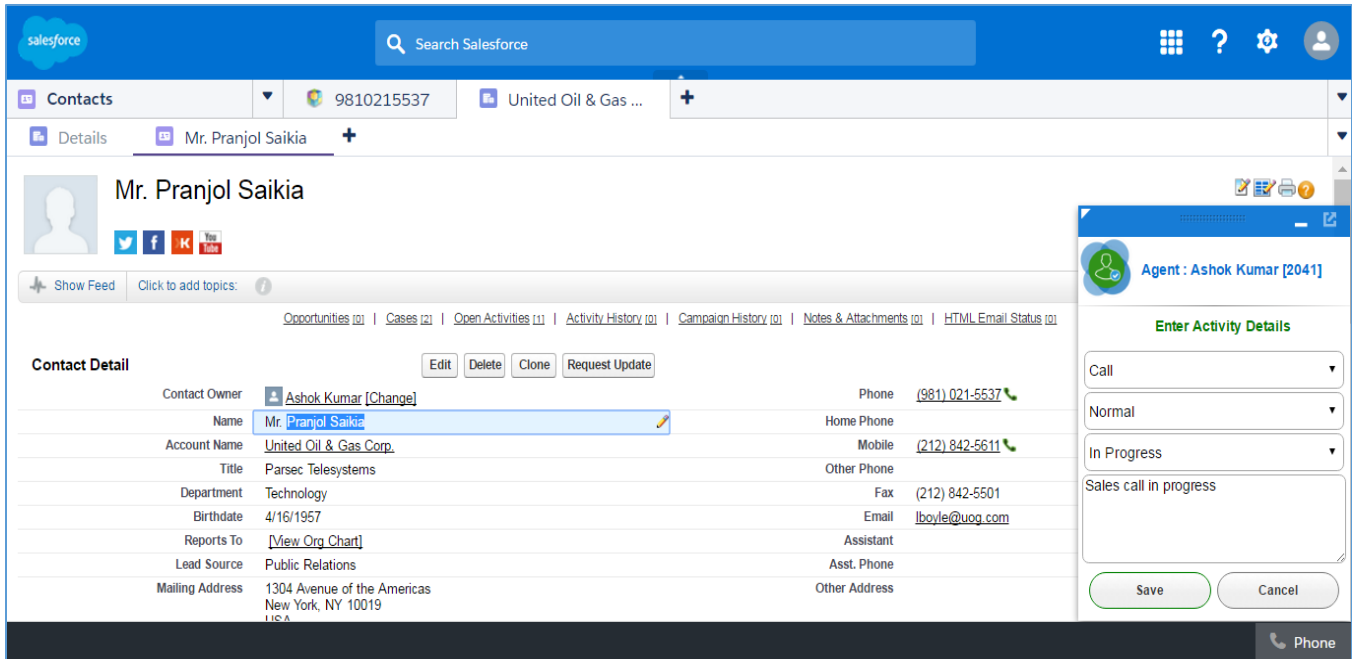 salesforce
Search Salesforce
?
Contacts
9810215537
United Oil & Gas ...
+
Details
Mr. Pranjol Saikia
+
Mr. Pranjol Saikia
You Tube
Show Feed
Click to add topics:
Opportunities [0] | Cases [2] | Open Activities [1] | Activity History [0] | Campaign History [0] | Notes & Attachments [0] | HTML Email Status [0]
Contact Detail
Edit
Delete
Clone
Request Update
Contact Owner Ashok Kumar [Change]
Phone (981) 021-5537
Name Mr. Pranjol Saikia
Home Phone
Account Name United Oil & Gas Corp.
Mobile (212) 842-5611
Title Parsec Telesystems
Other Phone
Department Technology
Fax (212) 842-5501
Birthdate 4/16/1957
Email lboyle@uog.com
Reports To [View Org Chart]
Assistant
Lead Source Public Relations
Asst. Phone
Mailing Address 1304 Avenue of the Americas
New York, NY 10019
USA
Other Address
Agent : Ashok Kumar [2041]
Enter Activity Details
Call
Normal
In Progress
Sales call in progress
Save
Cancel
Phone